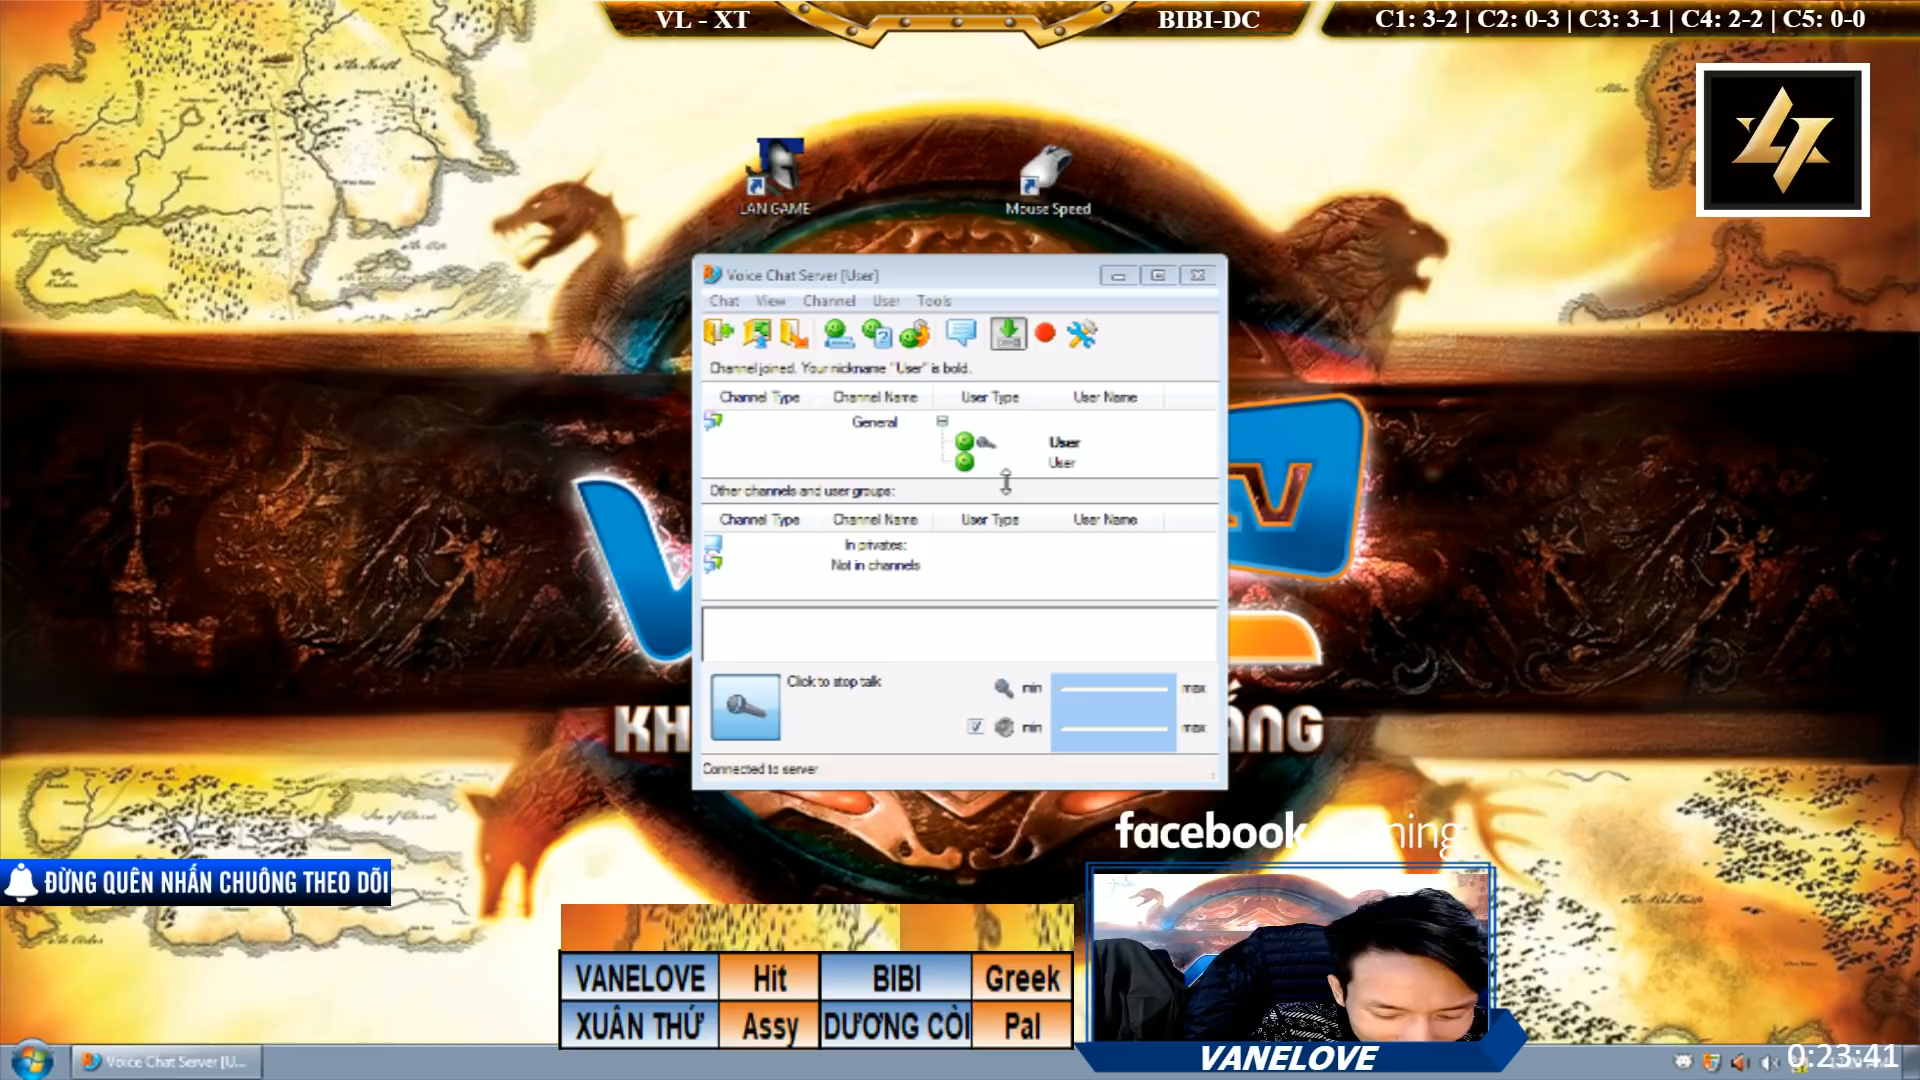 VL - XT
BIBI-DC
C1: 3-2 | C2: 0-3 | C3: 3-1 | C4: 2-2 | C5: 0-0
LAN GAME
Mouse Speed
Voice Chat Server [User]
Chat View Channel User Tools
Channel joined. Your nickname "User" is bold.
Channel Type Channel Name User Type User Name
General
User
User
Other channels and user groups:
Channel Type Channel Name User Type User Name
In privates:
Not in channels
Click to stop talk
min max
min max
Connected to server
facebook
ĐỪNG QUÊN NHẤN CHUÔNG THEO DÕI
VANELOVE Hit BIBI Greek
XUÂN THỨ Assy DƯƠNG CÒI Pal
VANELOVE
Voice Chat Server [U...
0:23:41